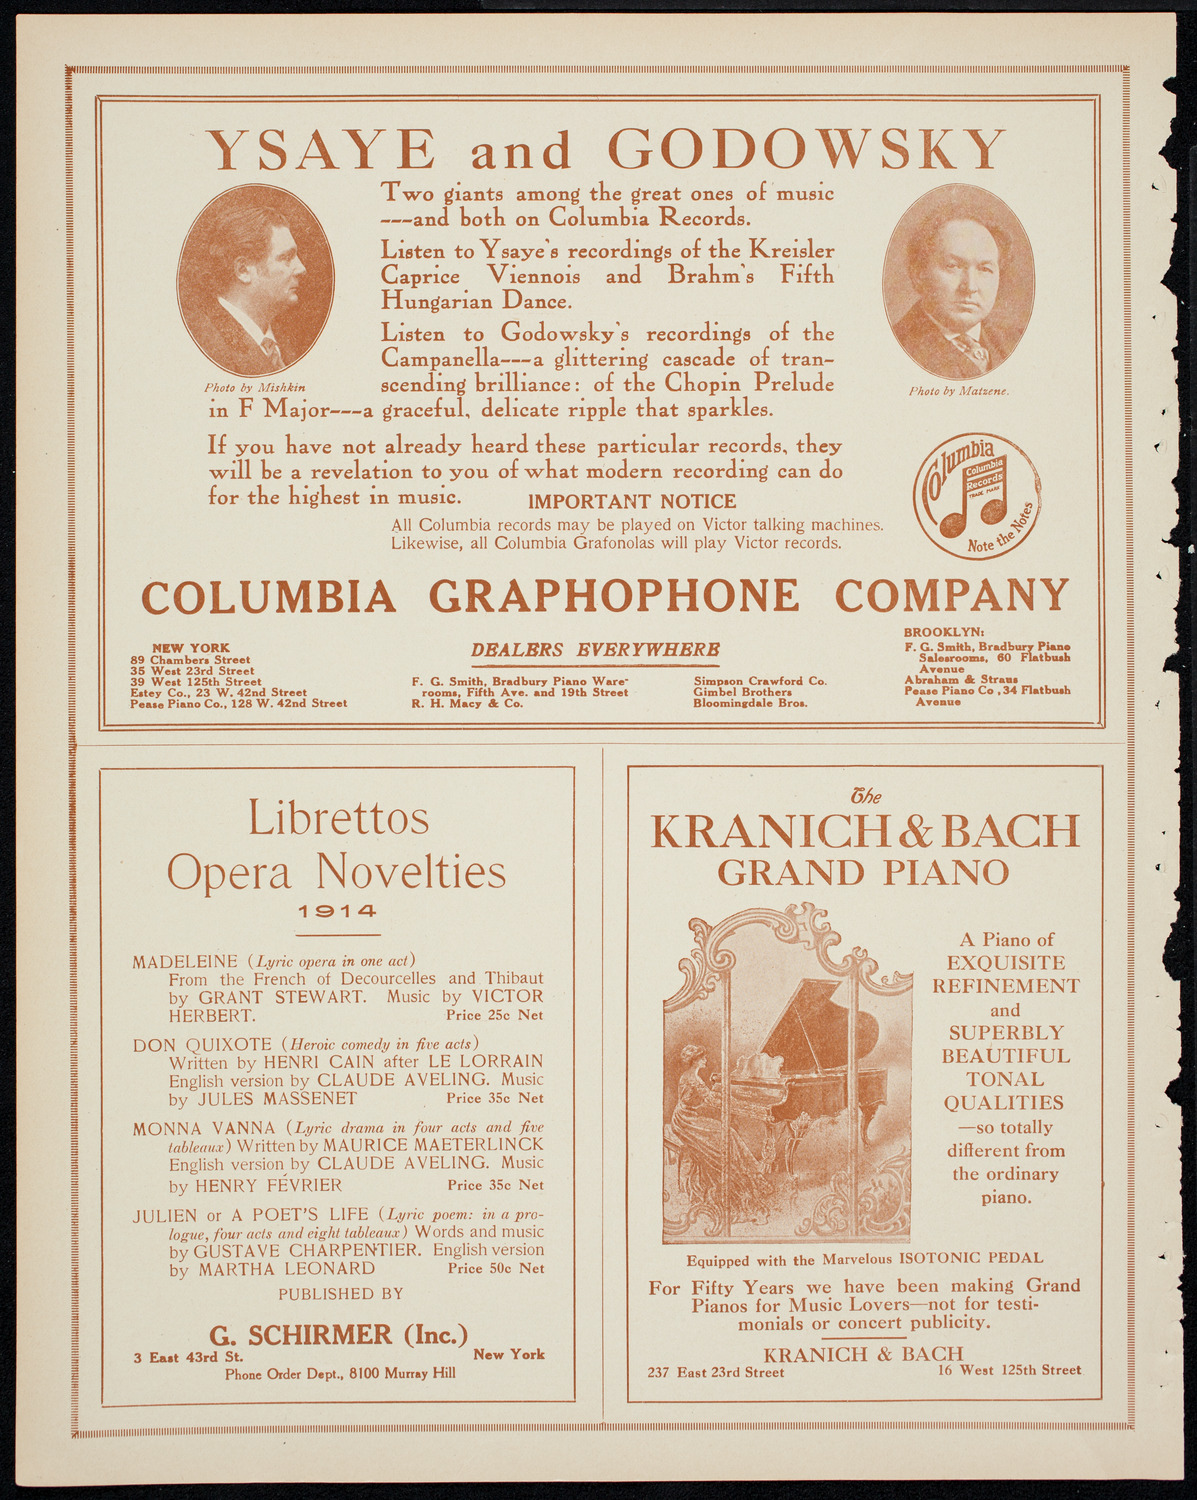 YSAYE and GODOWSKY
Two giants among the great ones of music
---and both on Columbia Records.
Listen to Ysaye's recordings of the Kreisler
Caprice Viennois and Brahm's Fifth
Hungarian Dance.
Listen to Godowsky's recordings of the
Campanella---a glittering cascade of tran-
scending brilliance: of the Chopin Prelude
in F Major---a graceful, delicate ripple that sparkles.
Photo by Mishkin
Photo by Matzene.
If you have not already heard these particular records, they
will be a revelation to you of what modern recording can do
for the highest in music.
IMPORTANT NOTICE
All Columbia records may be played on Victor talking machines.
Likewise, all Columbia Grafonolas will play Victor records.
Columbia
Columbia
Records
TRADE MARK
Note the Notes
COLUMBIA GRAPHOPHONE COMPANY
NEW YORK
89 Chambers Street
35 West 23rd Street
39 West 125th Street
Estey Co., 23 W. 42nd Street
Pease Piano Co., 128 W. 42nd Street
DEALERS EVERYWHERE
F. G. Smith, Bradbury Piano Ware-
rooms, Fifth Ave. and 19th Street
R. H. Macy & Co.
Simpson Crawford Co.
Gimbel Brothers
Bloomingdale Bros.
BROOKLYN:
F. G. Smith, Bradbury Piano
Salesrooms, 60 Flatbush
Avenue
Abraham & Straus
Pease Piano Co , 34 Flatbush
Avenue
Librettos
Opera Novelties
1914
MADELEINE (Lyric opera in one act)
From the French of Decourcelles and Thibaut
by GRANT STEWART. Music by VICTOR
HERBERT. Price 25c Net
DON QUIXOTE (Heroic comedy in five acts)
Written by HENRI CAIN after LE LORRAIN
English version by CLAUDE AVELING. Music
by JULES MASSENET Price 35c Net
MONNA VANNA (Lyric drama in four acts and five
tableaux) Written by MAURICE MAETERLINCK
English version by CLAUDE AVELING. Music
by HENRY FÉVRIER Price 35c Net
JULIEN or A POET'S LIFE (Lyric poem: in a pro-
logue, four acts and eight tableaux) Words and music
by GUSTAVE CHARPENTIER. English version
by MARTHA LEONARD Price 50c Net
PUBLISHED BY
G. SCHIRMER (Inc.)
3 East 43rd St. New York
Phone Order Dept., 8100 Murray Hill
The
KRANICH & BACH
GRAND PIANO
A Piano of
EXQUISITE
REFINEMENT
and
SUPERBLY
BEAUTIFUL
TONAL
QUALITIES
—so totally
different from
the ordinary
piano.
Equipped with the Marvelous ISOTONIC PEDAL
For Fifty Years we have been making Grand
Pianos for Music Lovers—not for testi-
monials or concert publicity.
KRANICH & BACH
237 East 23rd Street 16 West 125th Street